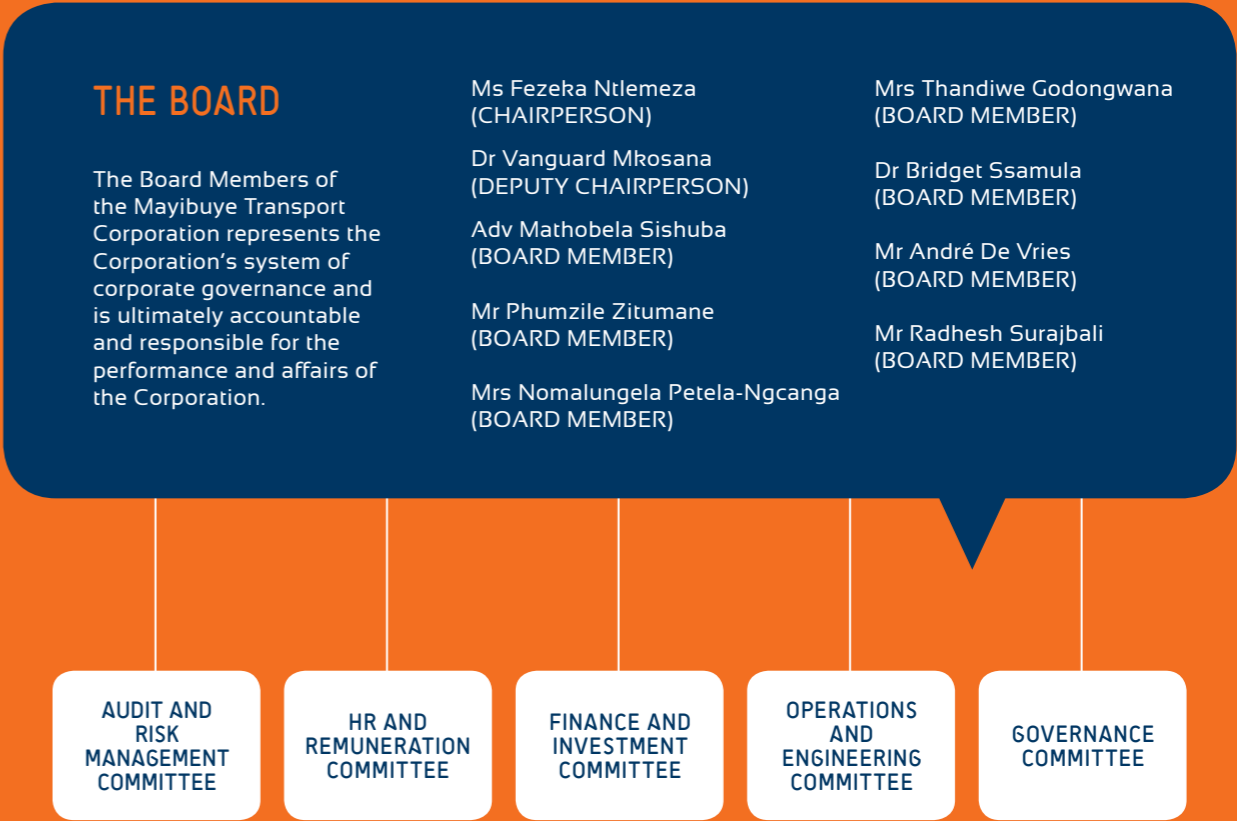 THE BOARD
The Board Members of
the Mayibuye Transport
Corporation represents the
Corporation’s system of
corporate governance and
is ultimately accountable
and responsible for the
performance and affairs of
the Corporation.
Ms Fezeka Ntlemeza
(CHAIRPERSON)
Dr Vanguard Mkosana
(DEPUTY CHAIRPERSON)
Adv Mathobela Sishuba
(BOARD MEMBER)
Mr Phumzile Zitumane
(BOARD MEMBER)
Mrs Nomalungela Petela-Ngcanga
(BOARD MEMBER)
Mrs Thandiwe Godongwana
(BOARD MEMBER)
Dr Bridget Ssamula
(BOARD MEMBER)
Mr André De Vries
(BOARD MEMBER)
Mr Radhesh Surajbali
(BOARD MEMBER)
AUDIT AND
RISK
MANAGEMENT
COMMITTEE
HR AND
REMUNERATION
COMMITTEE
FINANCE AND
INVESTMENT
COMMITTEE
OPERATIONS
AND
ENGINEERING
COMMITTEE
GOVERNANCE
COMMITTEE